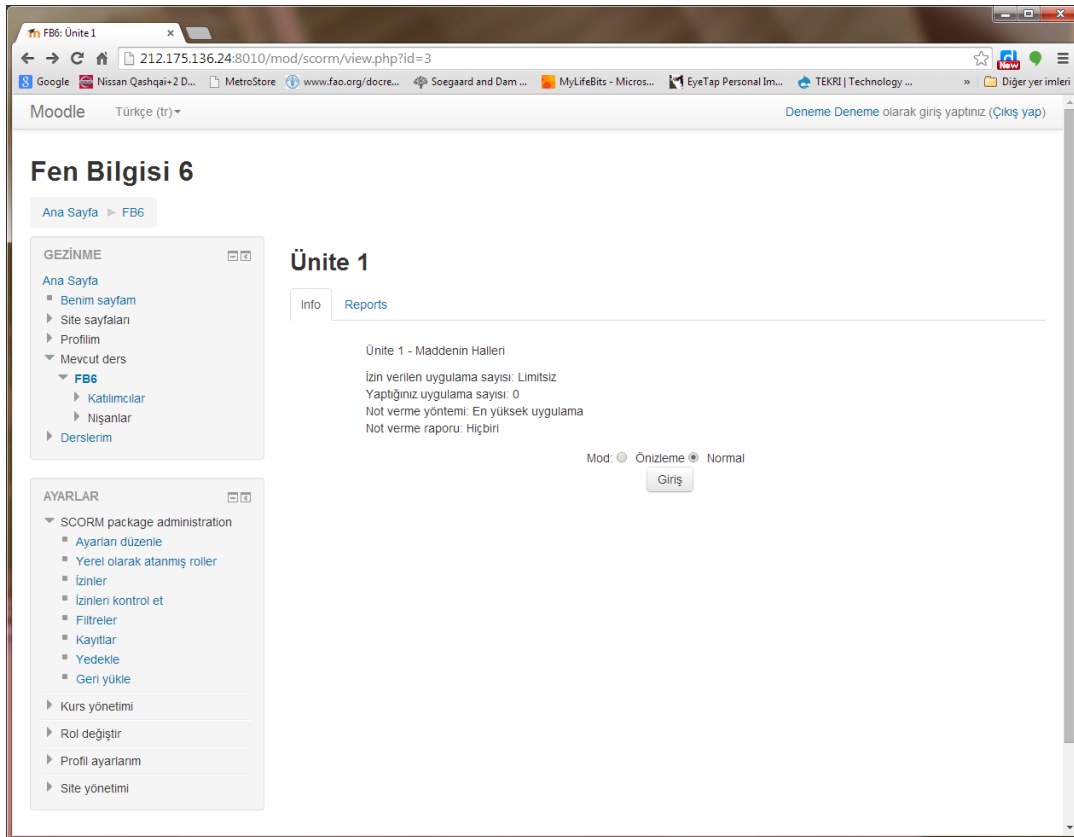 FB6: Ünite 1
212.175.136.24:8010/mod/scorm/view.php?id=3
Google Nissan Qashqai+2 D... MetroStore www.fao.org/docre... Soegaard and Dam ... MyLifeBits - Micros... EyeTap Personal Im... TEKRI | Technology ... » Diğer yer imleri
New
Moodle Türkçe (tr) Deneme Deneme olarak giriş yaptınız (Çıkış yap)
Fen Bilgisi 6
Ana Sayfa FB6
GEZİNME
Ana Sayfa
Benim sayfam
Site sayfaları
Profilim
Mevcut ders
FB6
Katılımcılar
Nişanlar
Derslerim
AYARLAR
SCORM package administration
Ayarları düzenle
Yerel olarak atanmış roller
İzinler
İzinleri kontrol et
Filtreler
Kayıtlar
Yedekle
Geri yükle
Kurs yönetimi
Rol değiştir
Profil ayarlarım
Site yönetimi
Ünite 1
Info Reports
Ünite 1 - Maddenin Halleri
İzin verilen uygulama sayısı: Limitsiz
Yaptığınız uygulama sayısı: 0
Not verme yöntemi: En yüksek uygulama
Not verme raporu: Hiçbiri
Mod: Önizleme Normal
Giriş